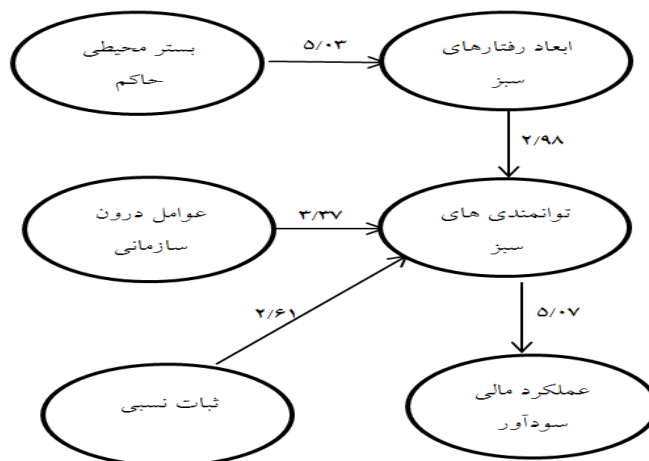 ابعاد رفتارهای
سبز
۵/۰۳
بستر محیطی
حاکم
۲/۹۸
توانمندی های
سبز
۳/۳۷
عوامل درون
سازمانی
۲/۶۱
۵/۰۷
عملکرد مالی
سودآور
ثبات نسبی